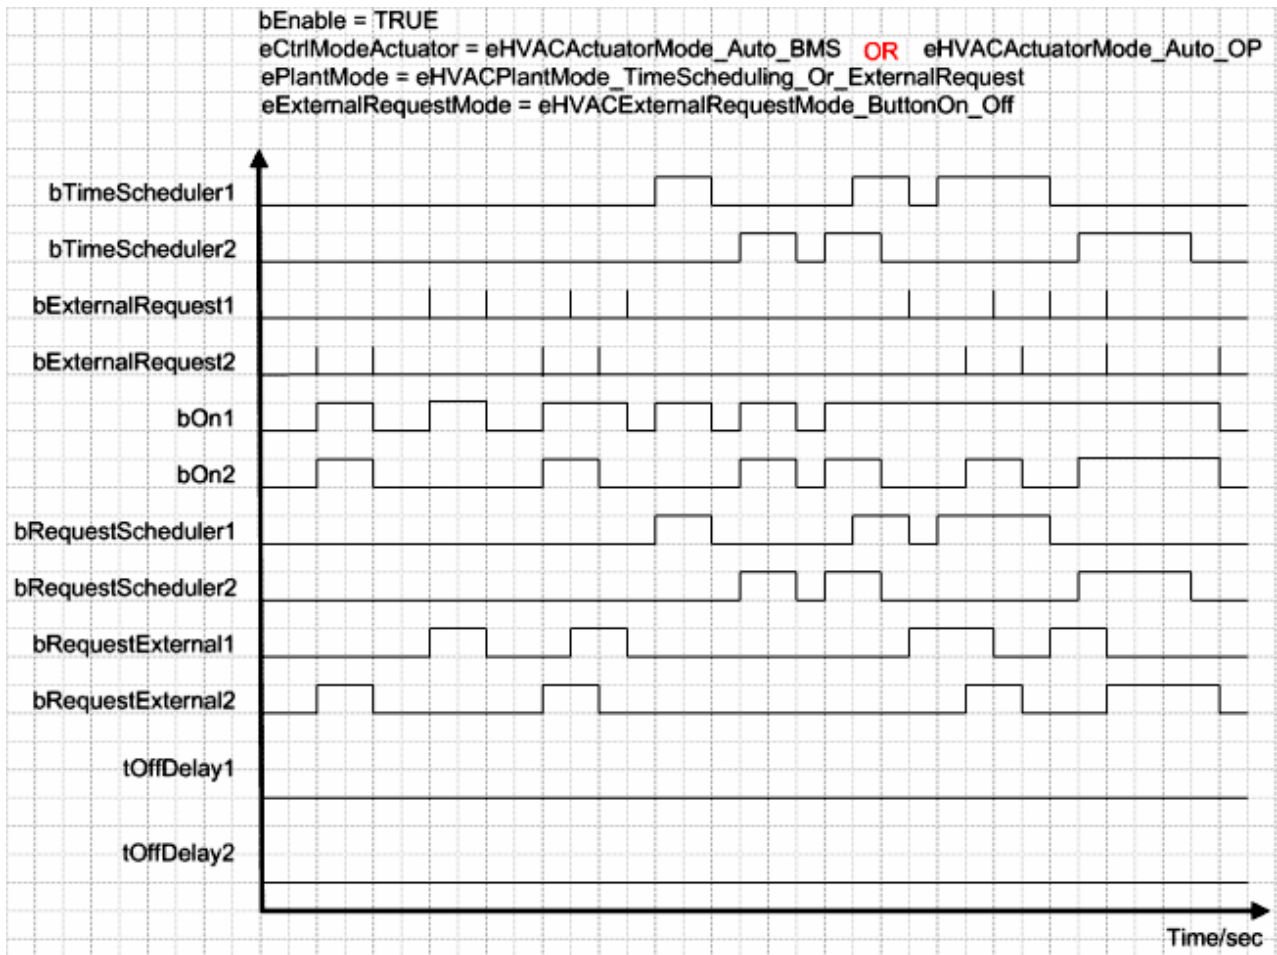 bEnable = TRUE
eCtrlModeActuator = eHVACActuatorMode_Auto_BMS OR eHVACActuatorMode_Auto_OP
ePlantMode = eHVACPlantMode_TimeScheduling_Or_ExternalRequest
eExternalRequestMode = eHVACExternalRequestMode_ButtonOn_Off
bTimeScheduler1
bTimeScheduler2
bExternalRequest1
bExternalRequest2
bOn1
bOn2
bRequestScheduler1
bRequestScheduler2
bRequestExternal1
bRequestExternal2
tOffDelay1
tOffDelay2
Time/sec